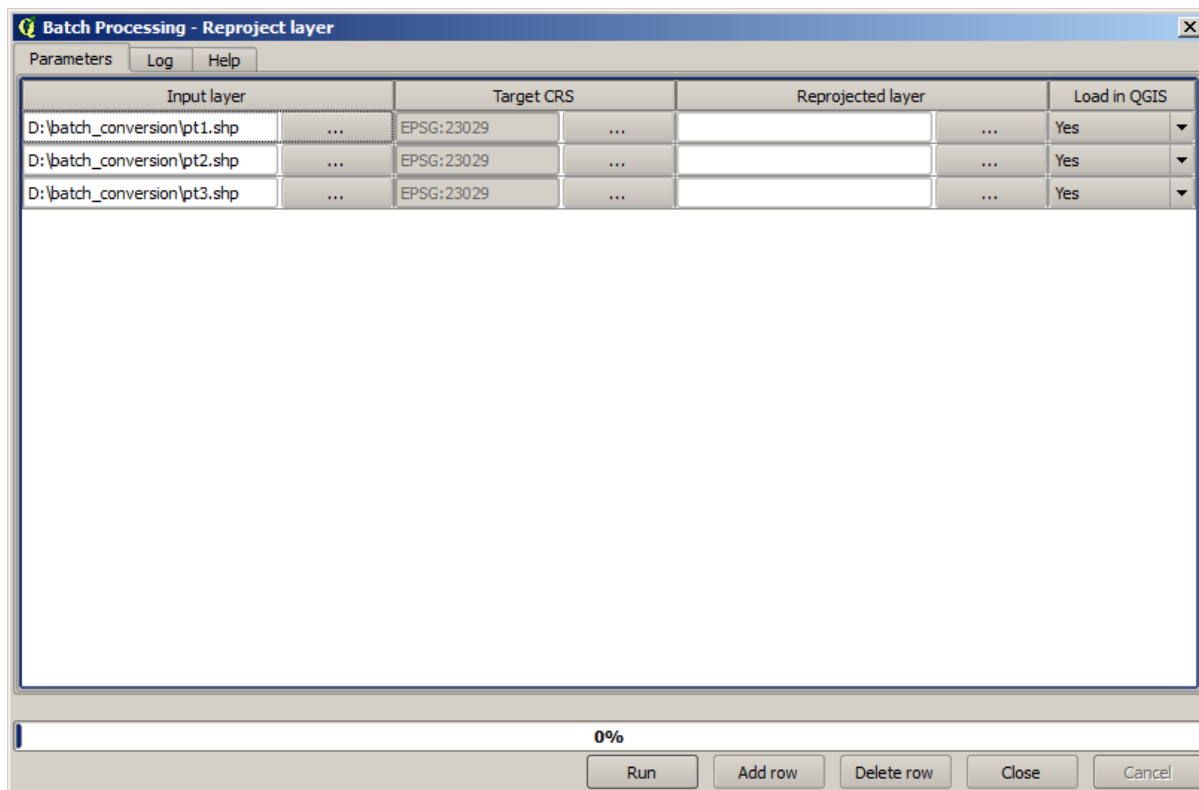 Batch Processing - Reproject layer
Parameters Log Help
Input layer Target CRS Reprojected layer Load in QGIS
D:\batch_conversion\pt1.shp ... EPSG:23029 ... ... Yes
D:\batch_conversion\pt2.shp ... EPSG:23029 ... ... Yes
D:\batch_conversion\pt3.shp ... EPSG:23029 ... ... Yes
0%
Run Add row Delete row Close Cancel